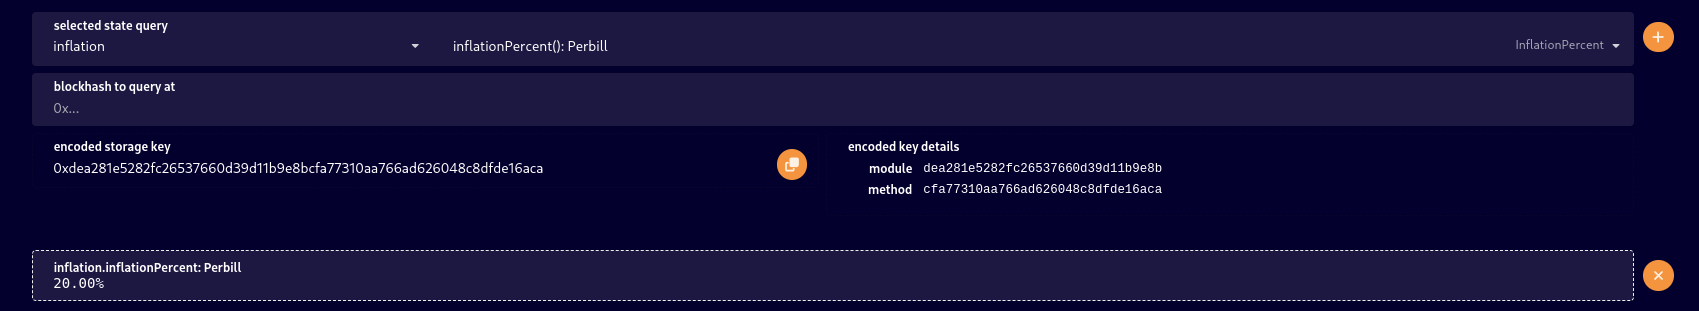 selected state query
inflation
inflationPercent(): Perbill
InflationPercent
blockhash to query at
0x...
encoded storage key
0xdea281e5282fc26537660d39d11b9e8bcfa77310aa766ad626048c8dfde16aca
encoded key details
module dea281e5282fc26537660d39d11b9e8b
method cfa77310aa766ad626048c8dfde16aca
inflation.inflationPercent: Perbill
20.00%